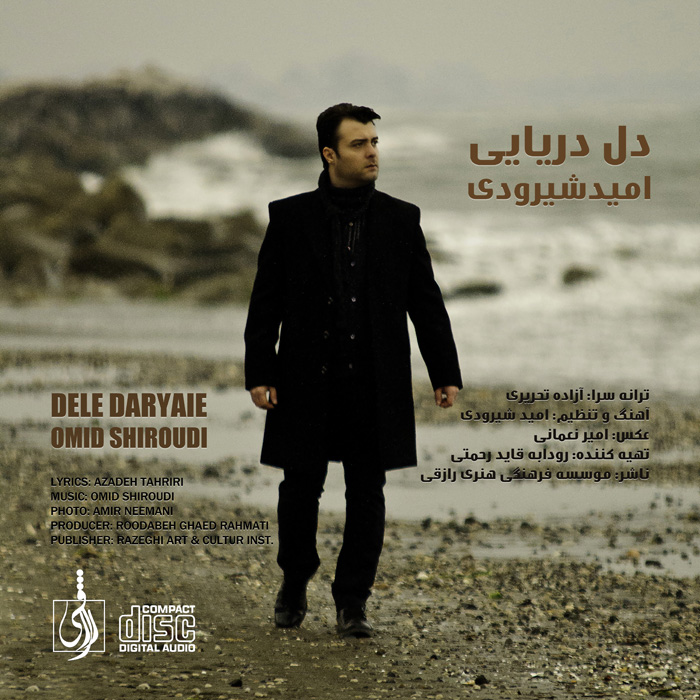 دل دریایی
امید شیرودی
DELE DARYAIE
OMID SHIROUDI
ترانه سرا: آزاده تحریری
آهنگ و تنظیم: امید شیرودی
عکس: امیر نعمانی
تهیه کننده: رودابه قاید رحمتی
ناشر: موسسه فرهنگی هنری رازقی
LYRICS: AZADEH TAHRIRI
MUSIC: OMID SHIROUDI
PHOTO: AMIR NEEMANI
PRODUCER: ROODABEH GHAED RAHMATI
PUBLISHER: RAZEGHI ART & CULTUR INST.
COMPACT
disc
DIGITAL AUDIO